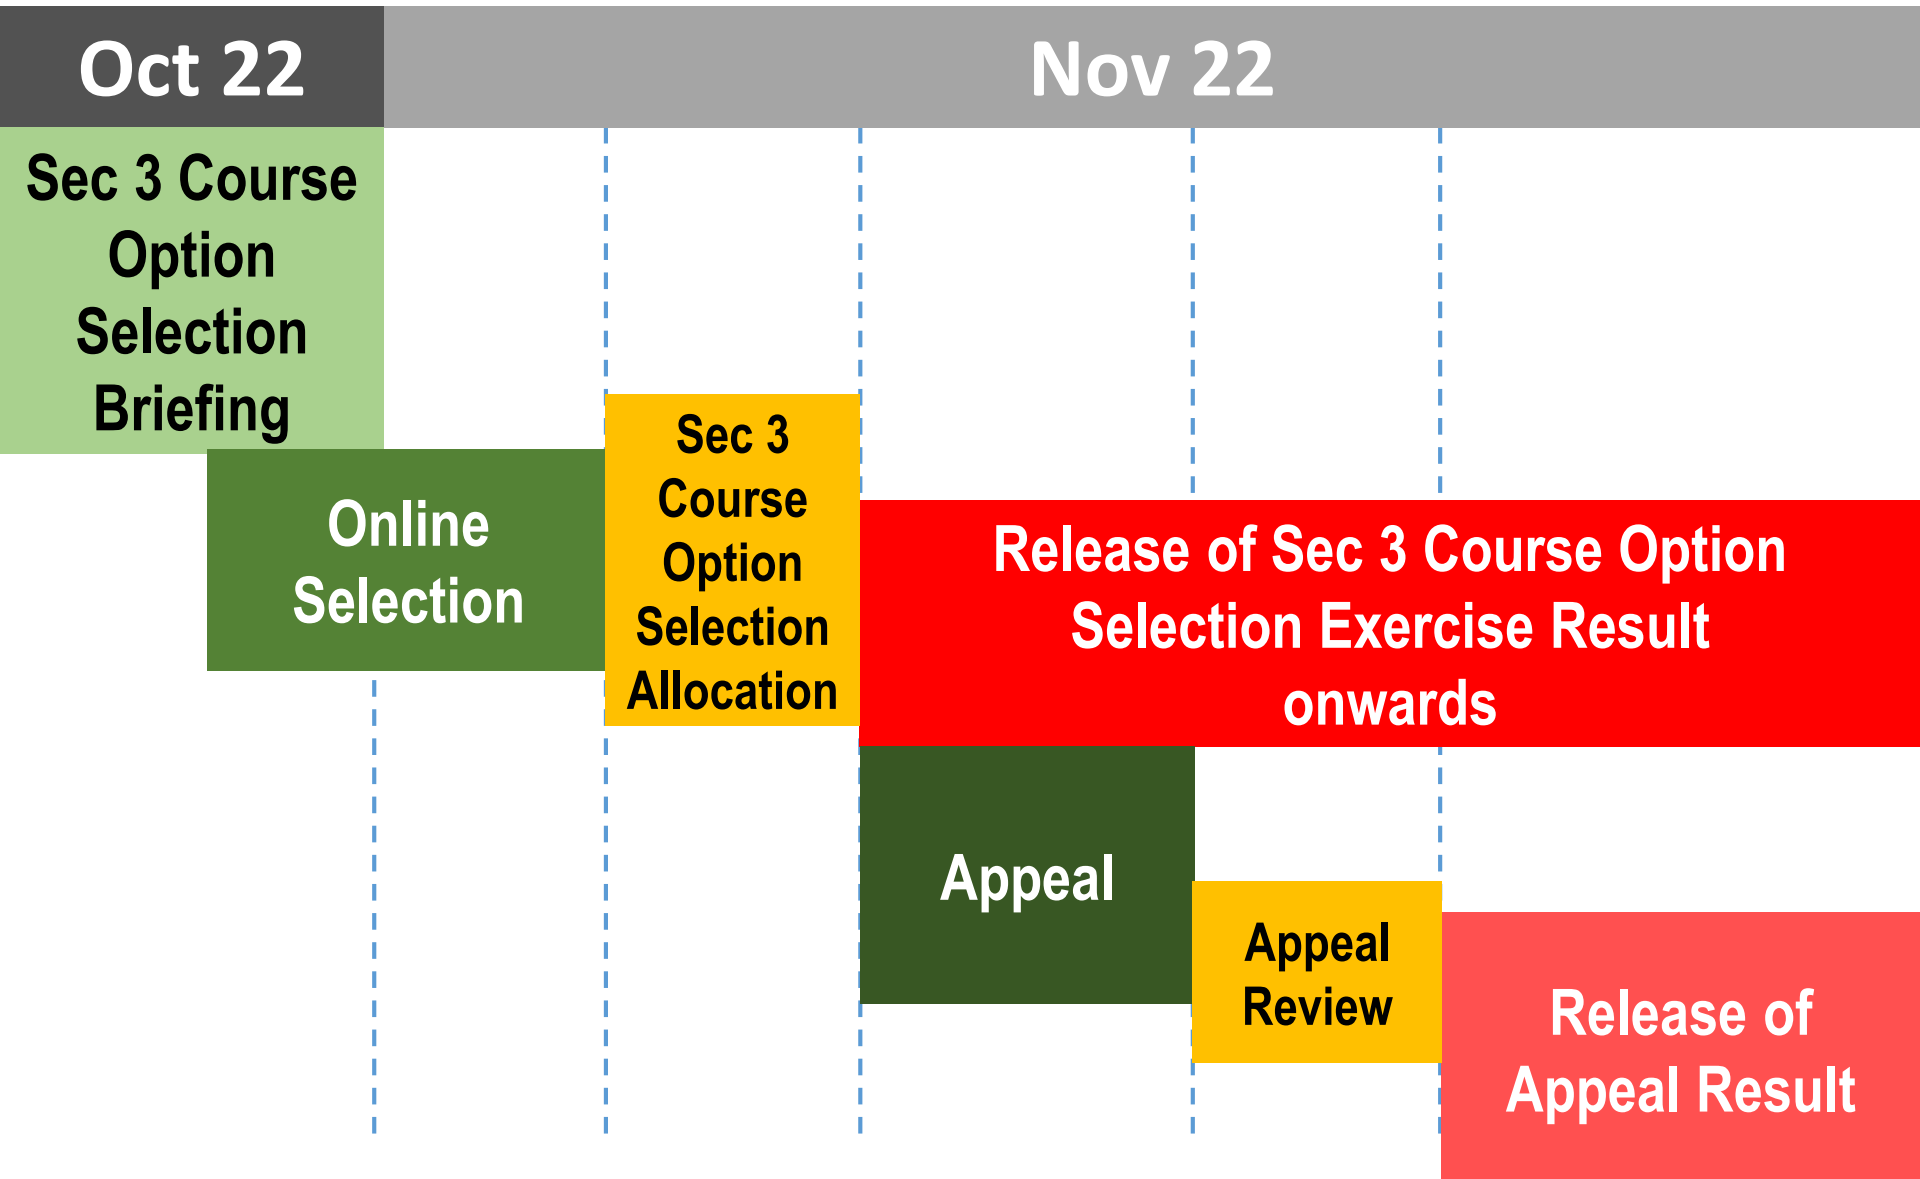 Oct 22
Nov 22
Sec 3 Course
Option
Selection
Briefing
Online
Selection
Sec 3
Course
Option
Selection
Allocation
Release of Sec 3 Course Option
Selection Exercise Result
onwards
Appeal
Appeal
Review
Release of
Appeal Result